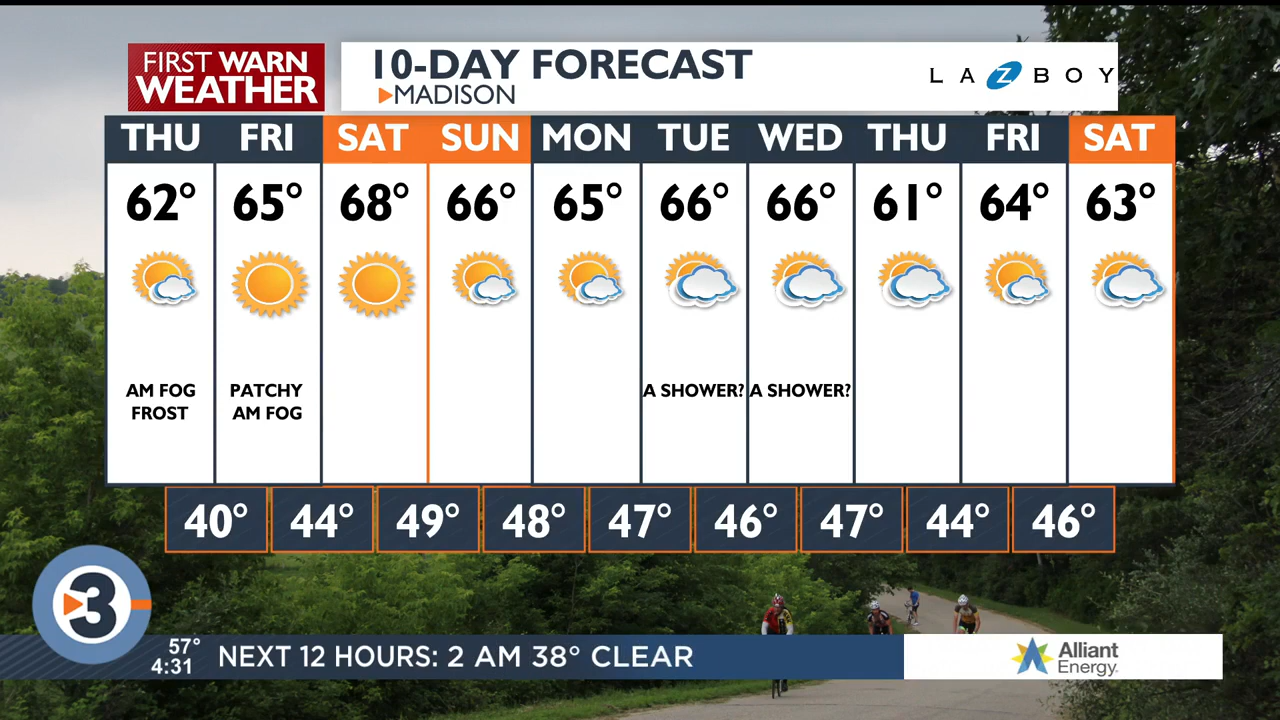 FIRST WARN
WEATHER
10-DAY FORECAST
MADISON
LA Z BOY
THU FRI SAT SUN MON TUE WED THU FRI SAT
62° 65° 68° 66° 65° 66° 66° 61° 64° 63°
AM FOG PATCHY A SHOWER? A SHOWER?
FROST AM FOG
40° 44° 49° 48° 47° 46° 47° 44° 46°
3
57°
4:31
NEXT 12 HOURS: 2 AM 38° CLEAR
Alliant
Energy.